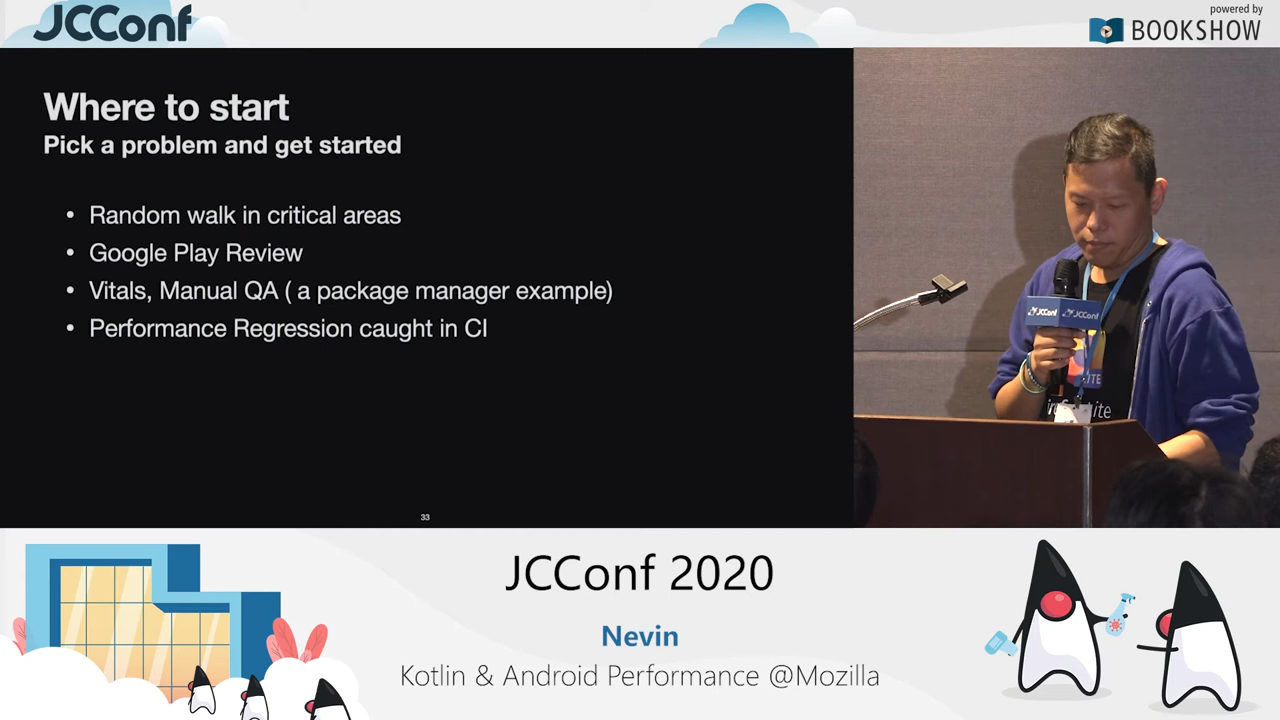 JCConf
powered by
BOOKSHOW
Where to start
Pick a problem and get started
• Random walk in critical areas
• Google Play Review
• Vitals, Manual QA ( a package manager example)
• Performance Regression caught in CI
33
JCConf JCConf
JCConf 2020
Nevin
Kotlin & Android Performance @Mozilla